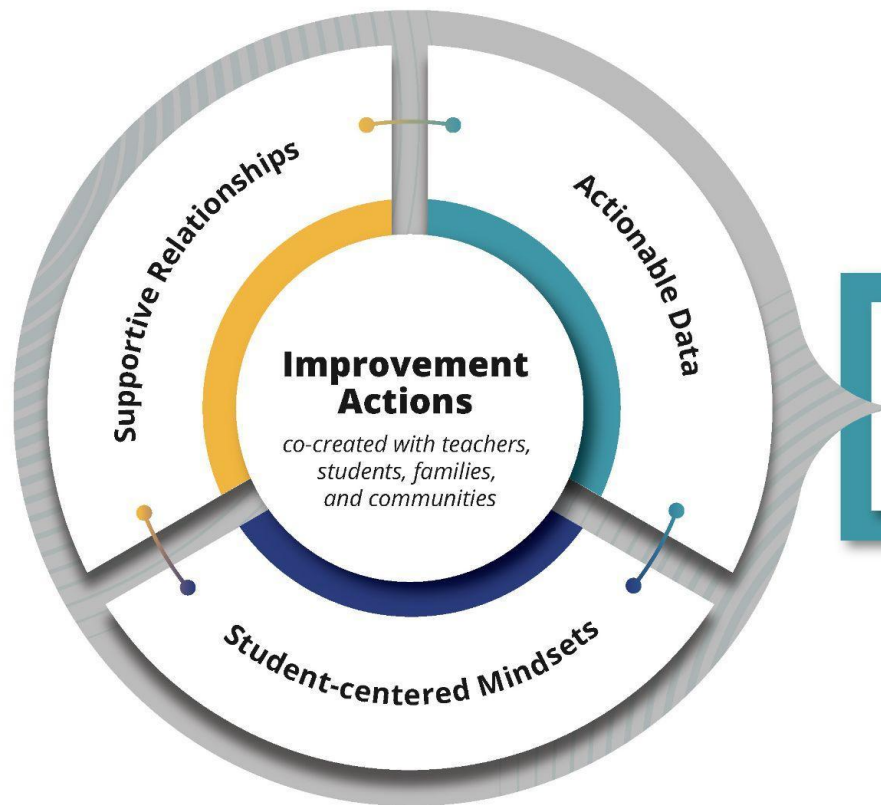 Supportive Relationships
Actionable Data
Improvement
Actions
co-created with teachers,
students, families,
and communities
Student-centered Mindsets